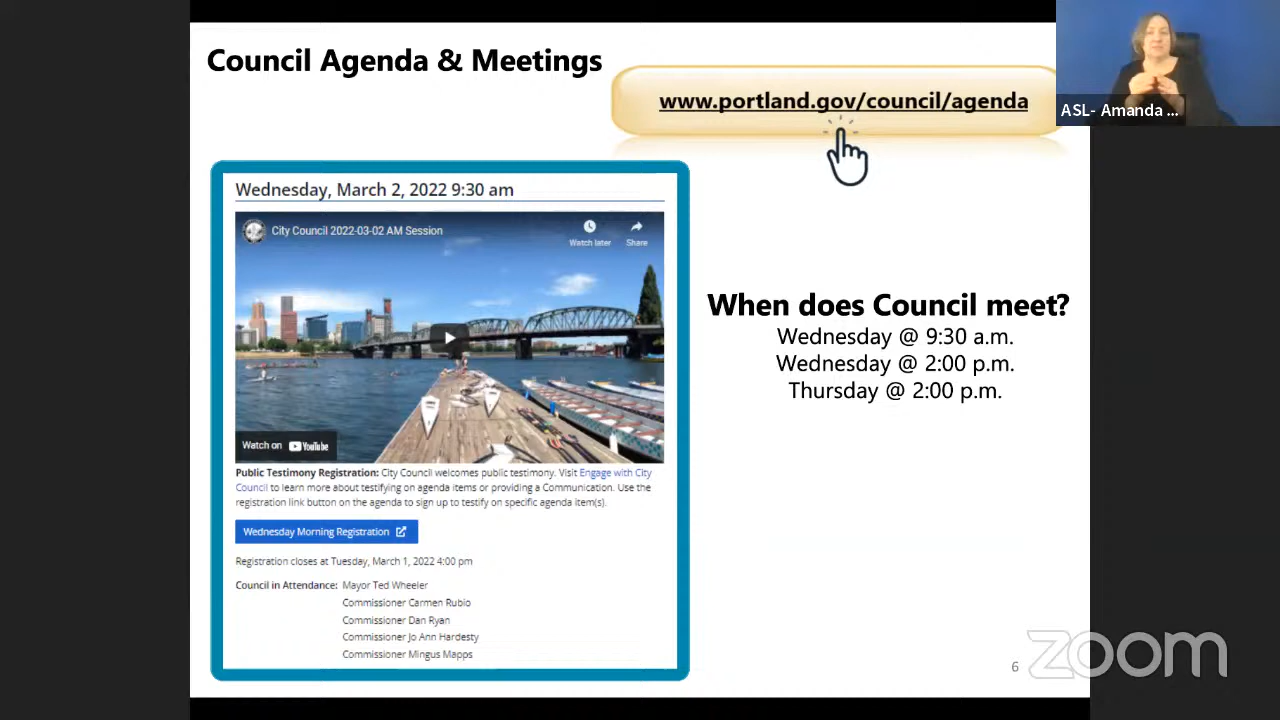 Council Agenda & Meetings
www.portland.gov/council/agenda
ASL- Amanda ...
Wednesday, March 2, 2022 9:30 am
City Council 2022-03-02 AM Session
Watch later
Share
Watch on YouTube
Public Testimony Registration: City Council welcomes public testimony. Visit Engage with City
Council to learn more about testifying on agenda items or providing a Communication. Use the
registration link button on the agenda to sign up to testify on specific agenda item(s).
Wednesday Morning Registration
Registration closes at Tuesday, March 1, 2022 4:00 pm
Council in Attendance: Mayor Ted Wheeler
Commissioner Carmen Rubio
Commissioner Dan Ryan
Commissioner Jo Ann Hardesty
Commissioner Mingus Mapps
When does Council meet?
Wednesday @ 9:30 a.m.
Wednesday @ 2:00 p.m.
Thursday @ 2:00 p.m.
6
zoom